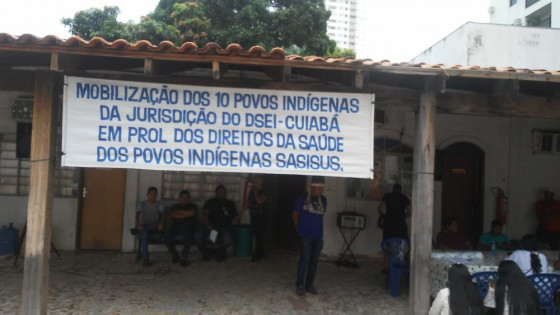 MOBILIZAÇÃO DOS 10 POVOS INDÍGENAS
DA JURISDIÇÃO DO DSEI-CUIABÁ
EM PROL DOS DIREITOS DA SAÚDE
DOS POVOS INDÍGENAS SASISUS.